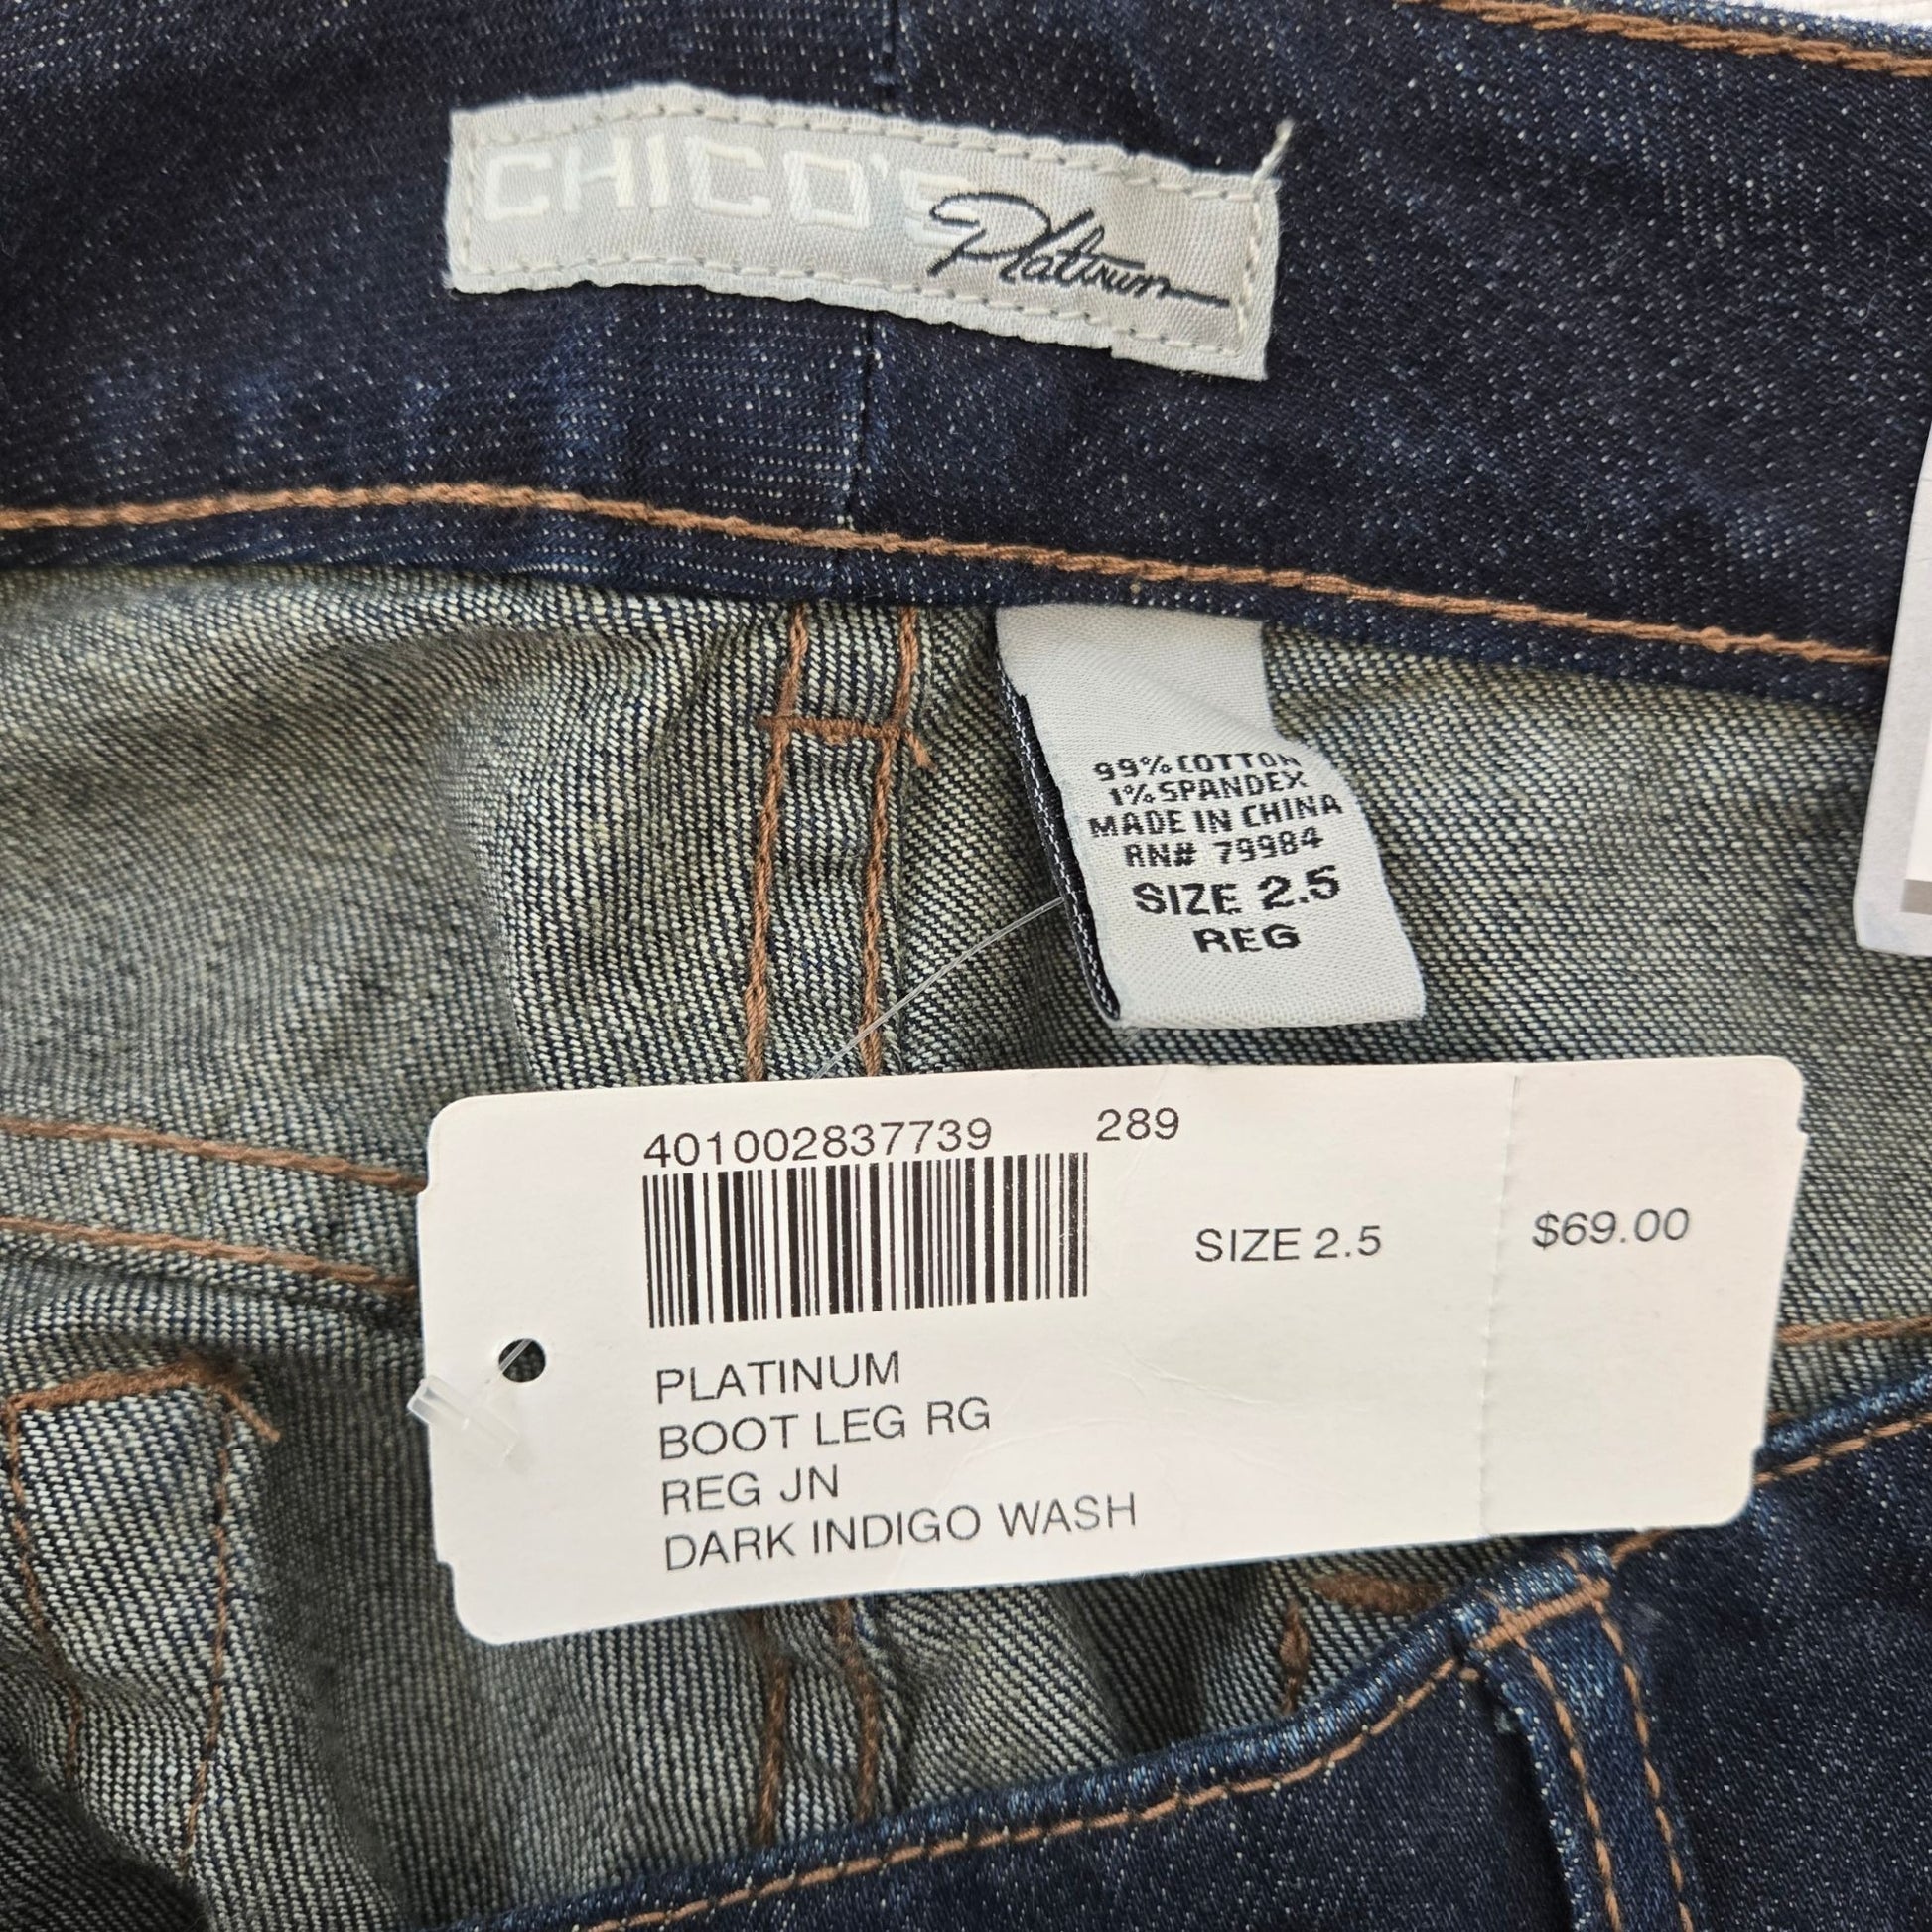 CHICO'S
Platinum
99% COTTON
1% SPANDEX
MADE IN CHINA
RN# 79984
SIZE 2.5
REG
401002837739 289
SIZE 2.5 $69.00
PLATINUM
BOOT LEG RG
REG JN
DARK INDIGO WASH